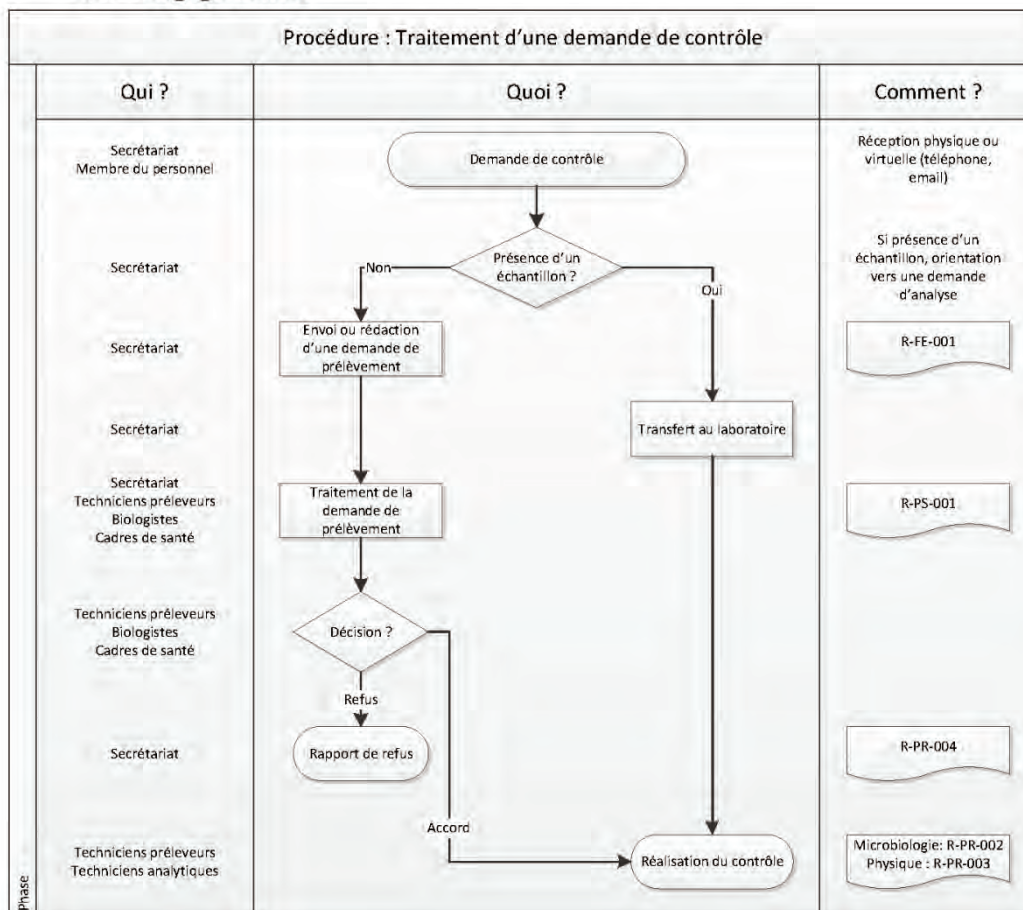 Procédure : Traitement d'une demande de contrôle
Qui ?
Quoi ?
Comment ?
Secrétariat
Membre du personnel
Demande de contrôle
Réception physique ou
virtuelle (téléphone,
email)
Secrétariat
Non
Présence d'un
échantillon ?
Oui
Si présence d'un
échantillon, orientation
vers une demande
d'analyse
Secrétariat
Envoi ou rédaction
d'une demande de
prélèvement
R-FE-001
Secrétariat
Transfert au laboratoire
Secrétariat
Techniciens préleveurs
Biologistes
Cadres de santé
Traitement de la
demande de
prélèvement
R-PS-001
Techniciens préleveurs
Biologistes
Cadres de santé
Décision ?
Refus
Secrétariat
Rapport de refus
R-PR-004
Accord
Techniciens préleveurs
Techniciens analytiques
Réalisation du contrôle
Microbiologie: R-PR-002
Physique : R-PR-003
Phase